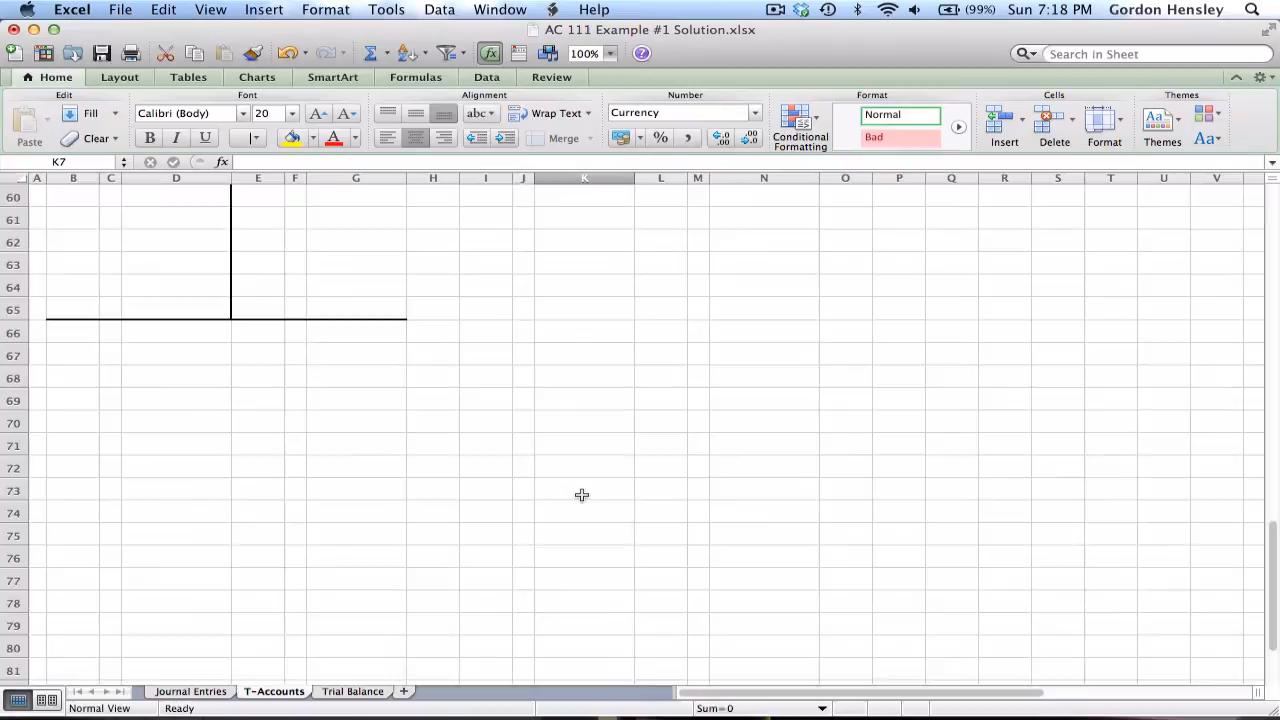 Excel File Edit View Insert Format Tools Data Window Help (99%) Sun 7:18 PM Gordon Hensley
AC 111 Example #1 Solution.xlsx
100% Search in Sheet
Home Layout Tables Charts SmartArt Formulas Data Review
Edit Font Alignment Number Format Cells Themes
Paste Fill Calibri (Body) 20 A A abc Wrap Text Currency Conditional Formatting Normal Insert Delete Format Themes Aa
Clear B I U A Merge % Bad
K7 fx
A B C D E F G H I J K L M N O P Q R S T U V
60
61
62
63
64
65
66
67
68
69
70
71
72
73
74
75
76
77
78
79
80
81
Journal Entries T-Accounts Trial Balance
Normal View Ready Sum=0